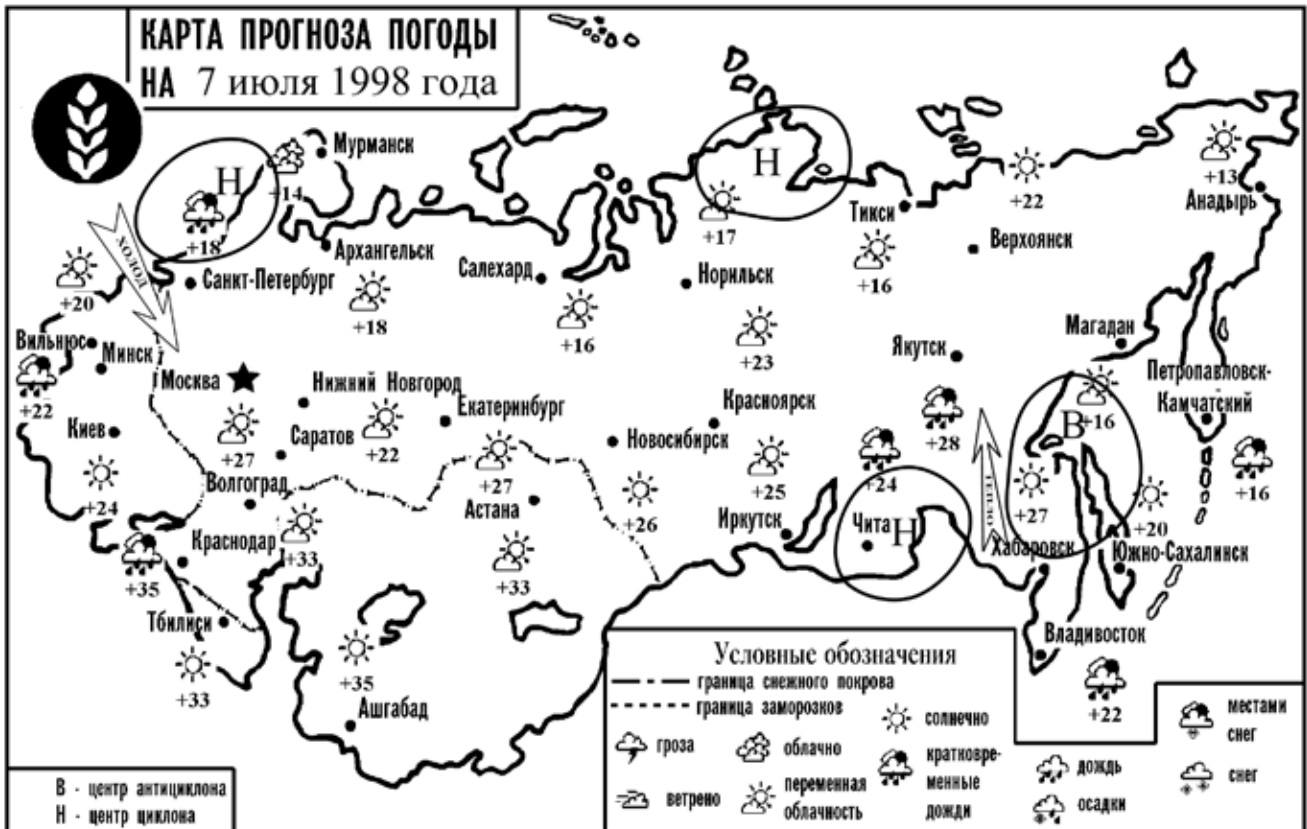 КАРТА ПРОГНОЗА ПОГОДЫ
НА 7 июля 1998 года
Мурманск
Н
+14
+18
Н
+17
+22
+13
Анадырь
Тикси
Верхоянск
+16
ХОЛОД
Архангельск
Санкт-Петербург
+20
+18
Салехард
+16
Норильск
+23
Вильнюс
Минск
+22
Москва
Нижний Новгород
Екатеринбург
Киев
+24
+27
Саратов
+22
+27
Волгоград
Новосибирск
+26
Красноярск
+25
Якутск
+28
+24
Магадан
Петропавловск-
Камчатский
+16
+16
В
+27
+20
ТЕПЛО
Иркутск
Чита
Н
Хабаровск
Южно-Сахалинск
Астана
+33
Краснодар
+33
+35
Тбилиси
+33
+35
Ашгабад
Владивосток
+22
Условные обозначения
граница снежного покрова
граница заморозков
гроза
ветрено
облачно
переменная
облачность
солнечно
кратковре-
менные
дожди
дождь
осадки
местами
снег
снег
В - центр антициклона
Н - центр циклона